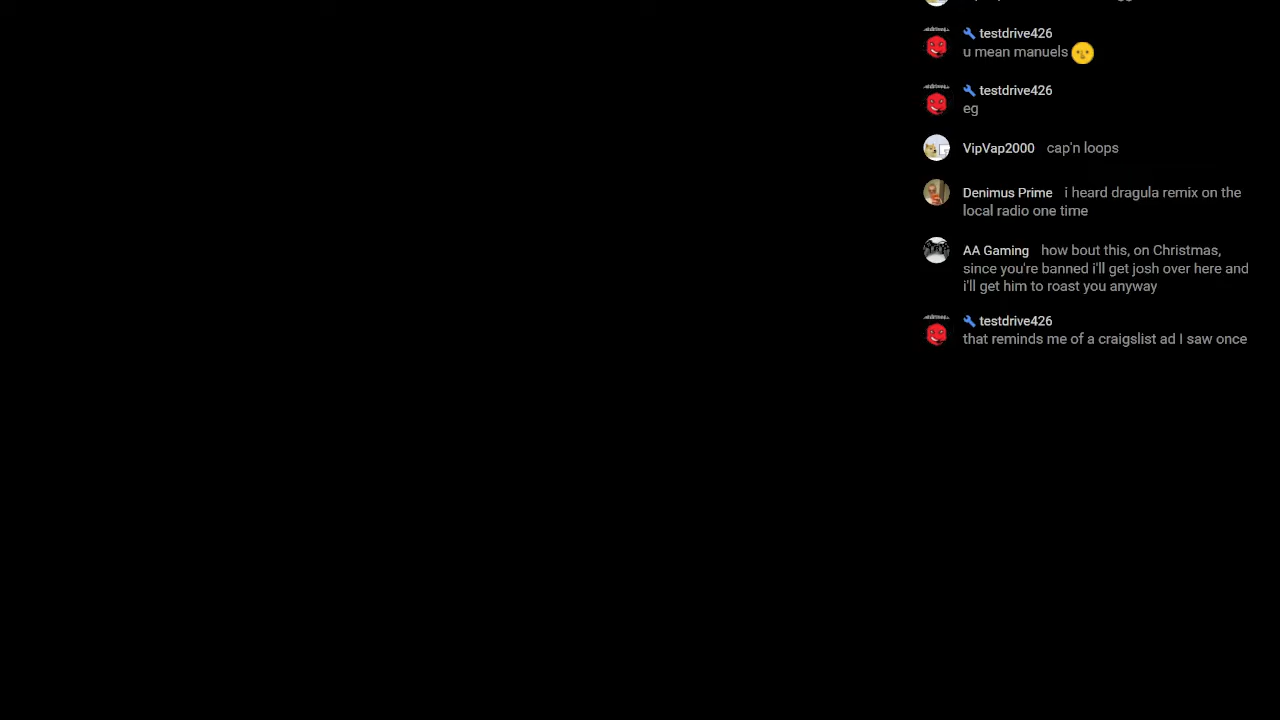 testdrive426
u mean manuels
testdrive426
eg
VipVap2000 cap'n loops
Denimus Prime i heard dragula remix on the
local radio one time
AA Gaming how bout this, on Christmas,
since you're banned i'll get josh over here and
i'll get him to roast you anyway
testdrive426
that reminds me of a craigslist ad I saw once